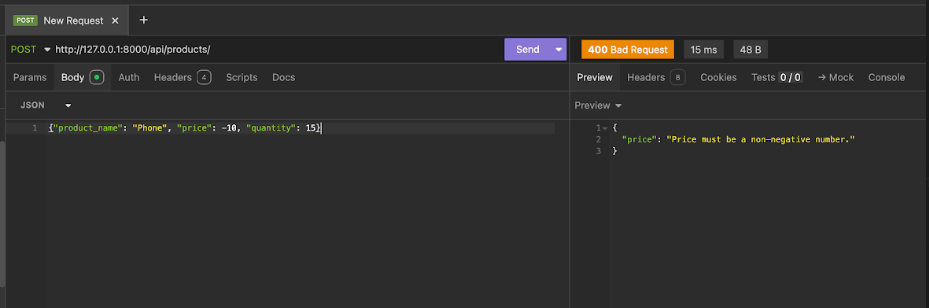 POST New Request × +
POST http://127.0.0.1:8000/api/products/ Send 400 Bad Request 15 ms 48 B
Params Body Auth Headers 4 Scripts Docs Preview Headers 8 Cookies Tests 0 / 0 → Mock Console
JSON Preview
1 {"product_name": "Phone", "price": -10, "quantity": 15} 1 {
2 "price": "Price must be a non-negative number."
3 }